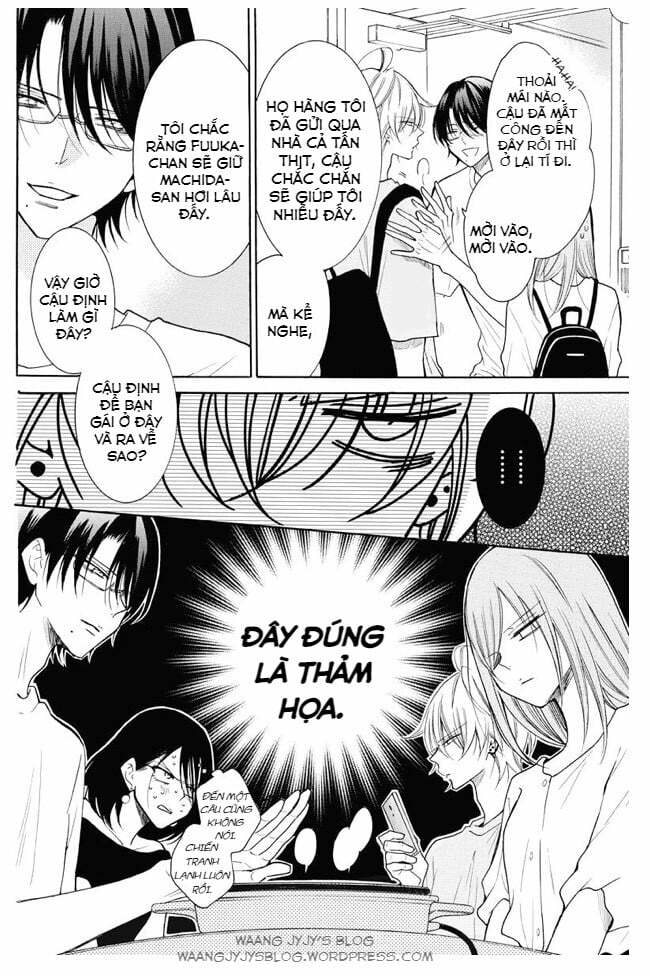 HAHA!
THOẢI
MÁI NÀO.
CẬU ĐÃ MẤT
CÔNG ĐẾN
ĐÂY RỒI THÌ
Ở LẠI TÍ ĐI.
MỜI VÀO,
MỜI VÀO.
HỌ HÀNG TÔI
ĐÃ GỬI QUA
NHÀ CẢ TẤN
THỊT, CẬU
CHẮC CHẮN
SẼ GIÚP TÔI
NHIỀU ĐẤY.
MÀ KỂ
NGHE,
TÔI CHẮC
RẰNG FUUKA-
CHAN SẼ GIỮ
MACHIDA-
SAN HƠI LÂU
ĐẤY.
VẬY GIỜ
CẬU ĐỊNH
LÀM GÌ
ĐÂY?
CẬU ĐỊNH
ĐỂ BẠN
GÁI Ở ĐÂY
VÀ RA VỀ
SAO?
ĐÂY ĐÚNG
LÀ THẢM
HỌA.
ĐẾN MỘT
CÂU CŨNG
KHÔNG
NÓI.
CHIẾN
TRANH
LẠNH LUÔN
RỒI.
WAANG JYJY'S BLOG
WAANGJYJYSBLOG.WORDPRESS.COM